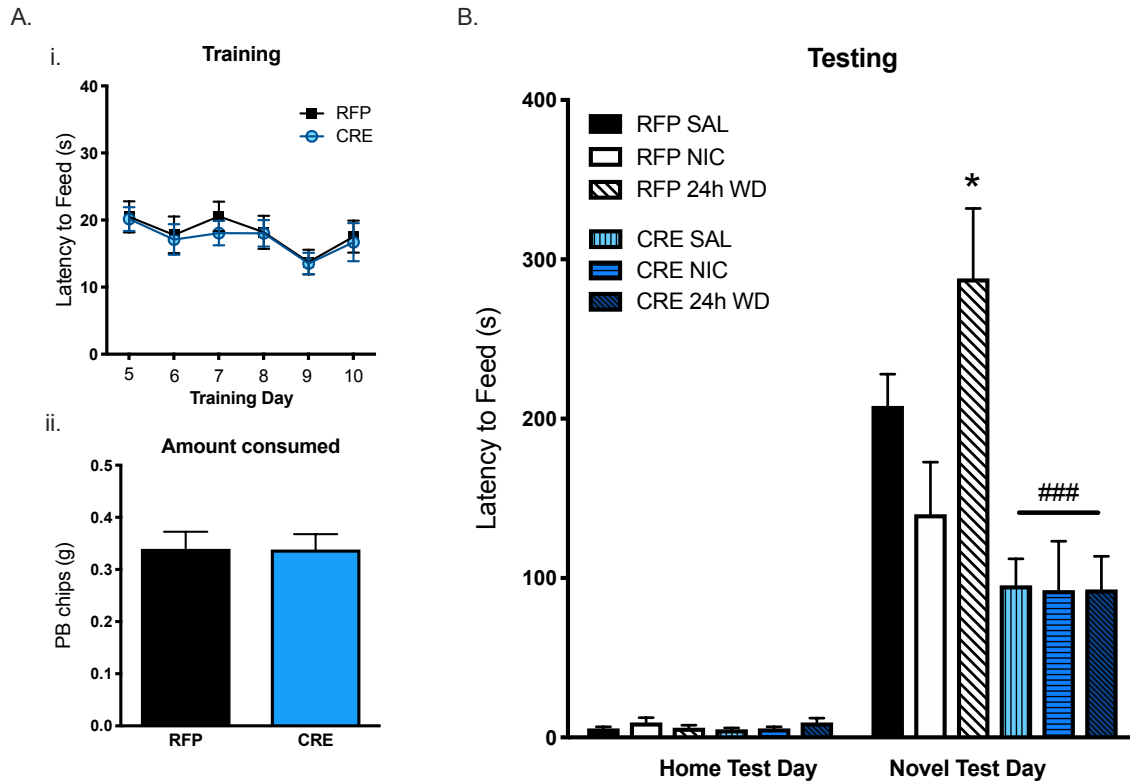 A.
i.
Training
Latency to Feed (s)
40
30
20
10
0
RFP
CRE
5 6 7 8 9 10
Training Day
ii.
Amount consumed
PB chips (g)
0.5
0.4
0.3
0.2
0.1
0.0
RFP CRE
B.
Testing
Latency to Feed (s)
400
300
200
100
0
RFP SAL
RFP NIC
RFP 24h WD
CRE SAL
CRE NIC
CRE 24h WD
*
###
Home Test Day Novel Test Day